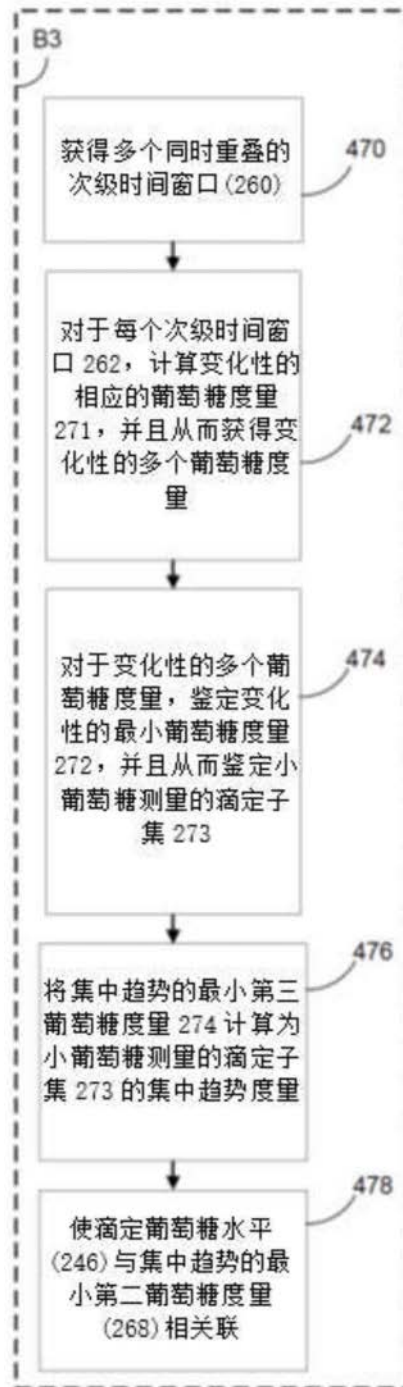 B3
获得多个同时重叠的
次级时间窗口(260)
470
对于每个次级时间窗
口 262，计算变化性的
相应的葡萄糖度量
271，并且从而获得变
化性的多个葡萄糖度
量
472
对于变化性的多个葡
萄糖度量，鉴定变化
性的最小葡萄糖度量
272，并且从而鉴定小
葡萄糖测量的滴定子
集 273
474
将集中趋势的最小第三
葡萄糖度量 274 计算为
小葡萄糖测量的滴定子
集 273 的集中趋势度量
476
使滴定葡萄糖水平
(246)与集中趋势的最
小第二葡萄糖度量
(268)相关联
478